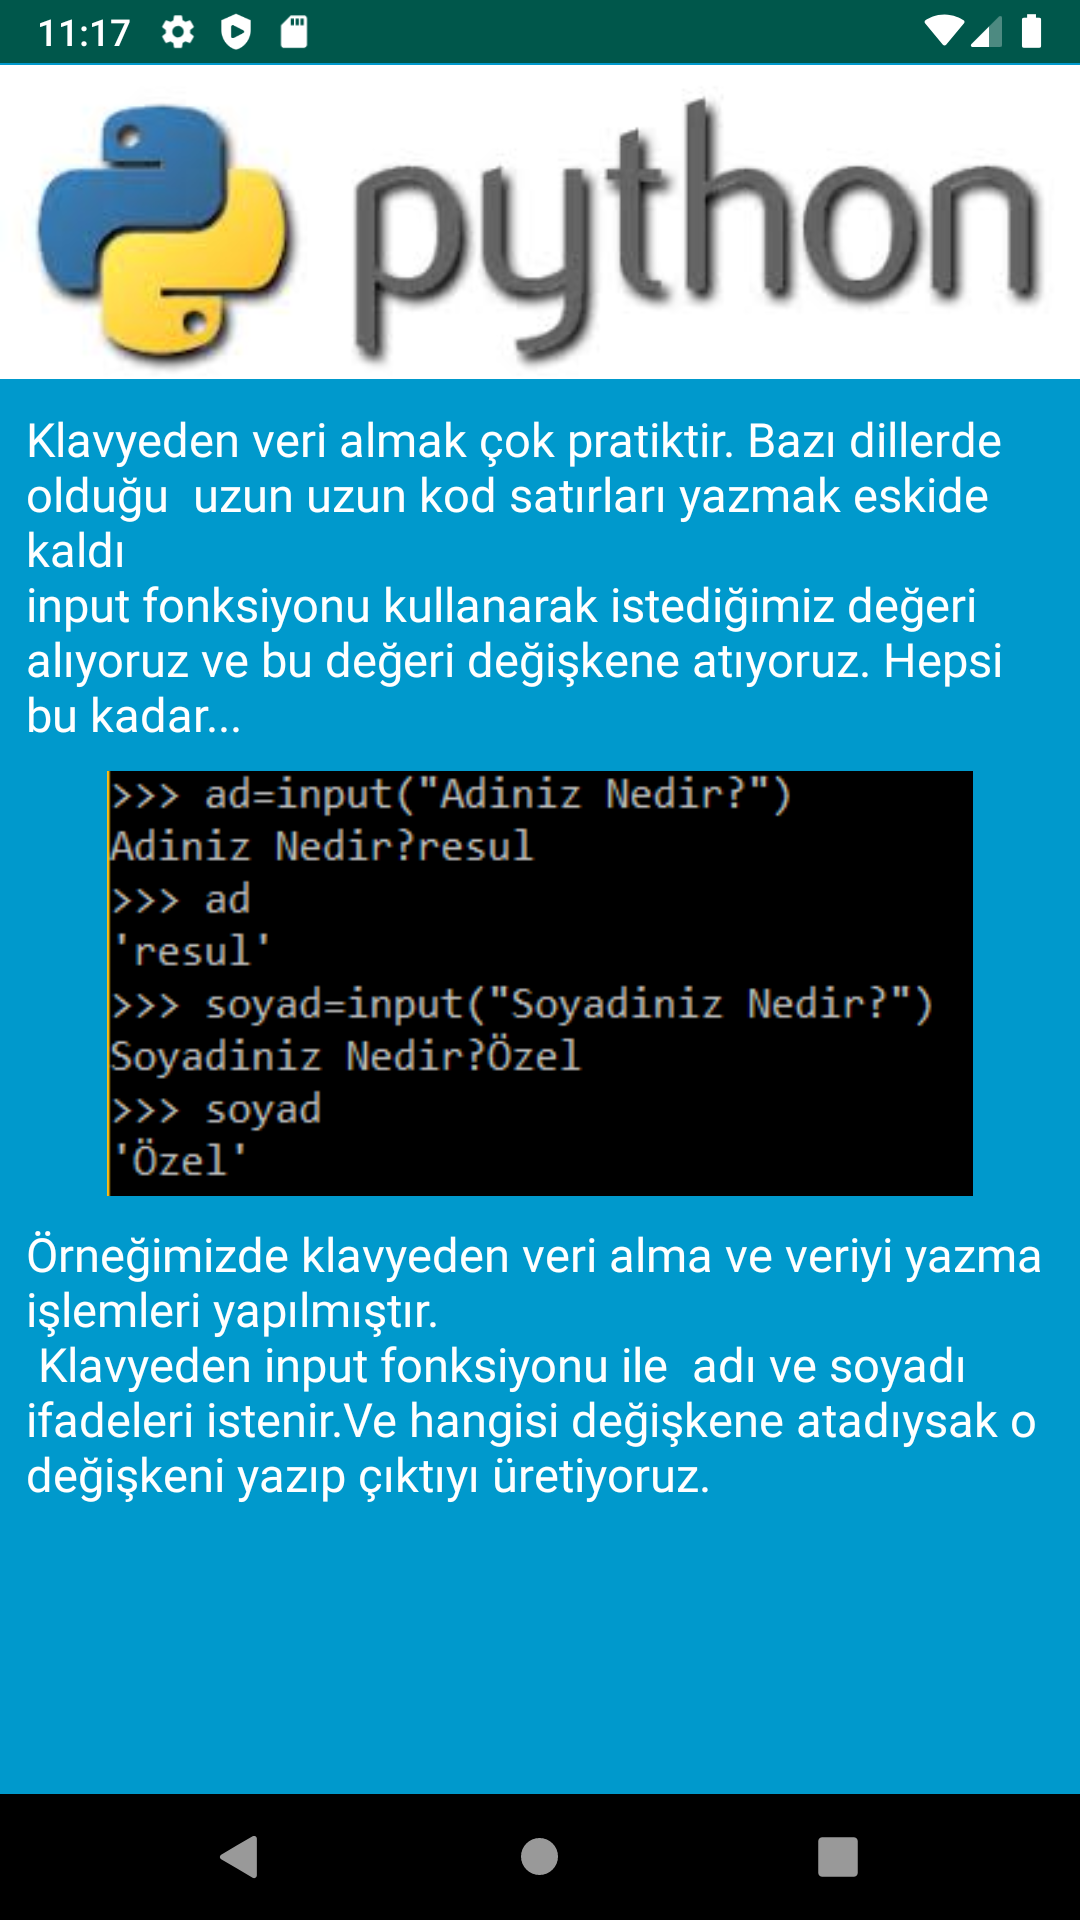 11:17
python
Klavyeden veri almak çok pratiktir. Bazı dillerde
olduğu  uzun uzun kod satırları yazmak eskide
kaldı
input fonksiyonu kullanarak istediğimiz değeri
alıyoruz ve bu değeri değişkene atıyoruz. Hepsi
bu kadar...
>>> ad=input("Adiniz Nedir?")
Adiniz Nedir?resul
>>> ad
'resul'
>>> soyad=input("Soyadiniz Nedir?")
Soyadiniz Nedir?Özel
>>> soyad
'Özel'
Örneğimizde klavyeden veri alma ve veriyi yazma
işlemleri yapılmıştır.
 Klavyeden input fonksiyonu ile  adı ve soyadı
ifadeleri istenir.Ve hangisi değişkene atadıysak o
değişkeni yazıp çıktıyı üretiyoruz.